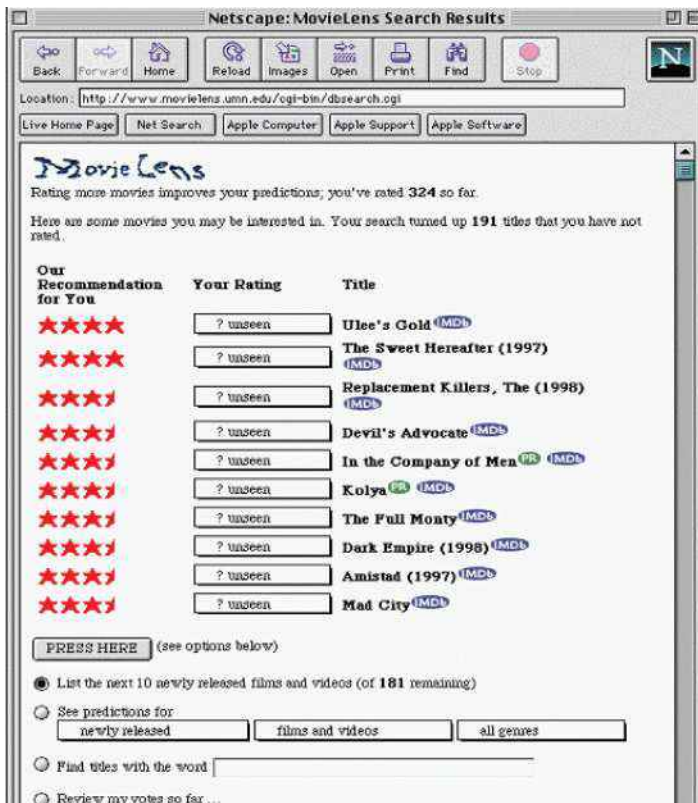 Netscape: MovieLens Search Results
Back Forward Home Reload Images Open Print Find Stop N
Location: http://www.movielens.umn.edu/cgi-bin/dbsearch.cgi
Live Home Page Net Search Apple Computer Apple Support Apple Software
MovieLens
Rating more movies improves your predictions; you've rated 324 so far.
Here are some movies you may be interested in. Your search turned up 191 titles that you have not
rated.
Our
Recommendation Your Rating Title
for You
? unseen Ulee's Gold IMDb
? unseen The Sweet Hereafter (1997)
IMDb
? unseen Replacement Killers, The (1998)
IMDb
? unseen Devil's Advocate IMDb
? unseen In the Company of Men PR IMDb
? unseen Kolya PR IMDb
? unseen The Full Monty IMDb
? unseen Dark Empire (1998) IMDb
? unseen Amistad (1997) IMDb
? unseen Mad City IMDb
PRESS HERE (see options below)
List the next 10 newly released films and videos (of 181 remaining)
See predictions for
newly released films and videos all genres
Find titles with the word
Review my votes so far ...